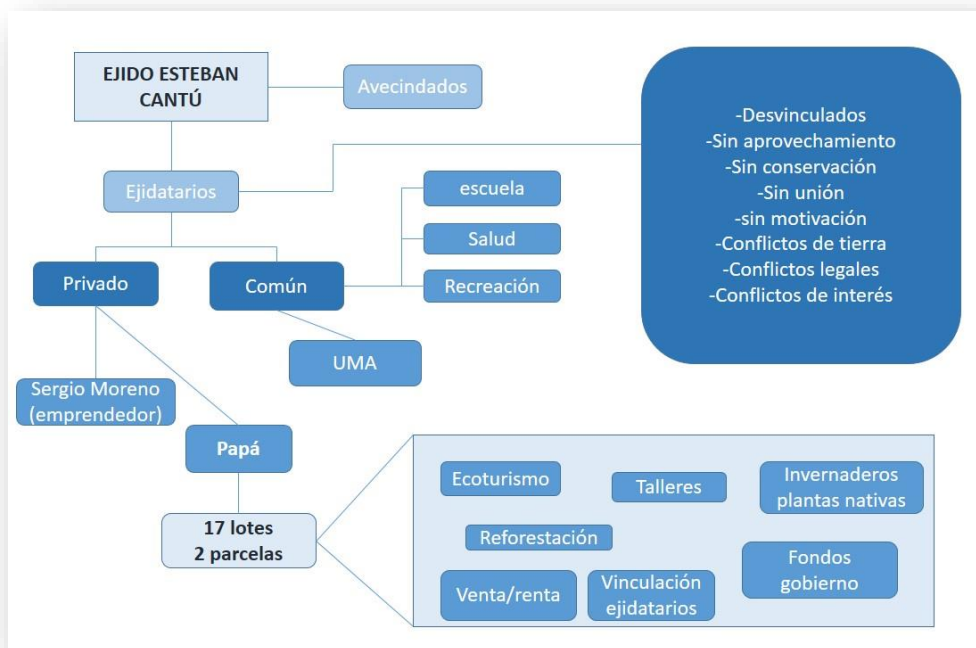 EJIDO ESTEBAN
CANTÚ
Avecindados
Ejidatarios
-Desvinculados
-Sin aprovechamiento
-Sin conservación
-Sin unión
-sin motivación
-Conflictos de tierra
-Conflictos legales
-Conflictos de interés
escuela
Salud
Recreación
Privado
Común
UMA
Sergio Moreno
(emprendedor)
Papá
17 lotes
2 parcelas
Ecoturismo
Talleres
Invernaderos
plantas nativas
Reforestación
Fondos
gobierno
Venta/renta
Vinculación
ejidatarios